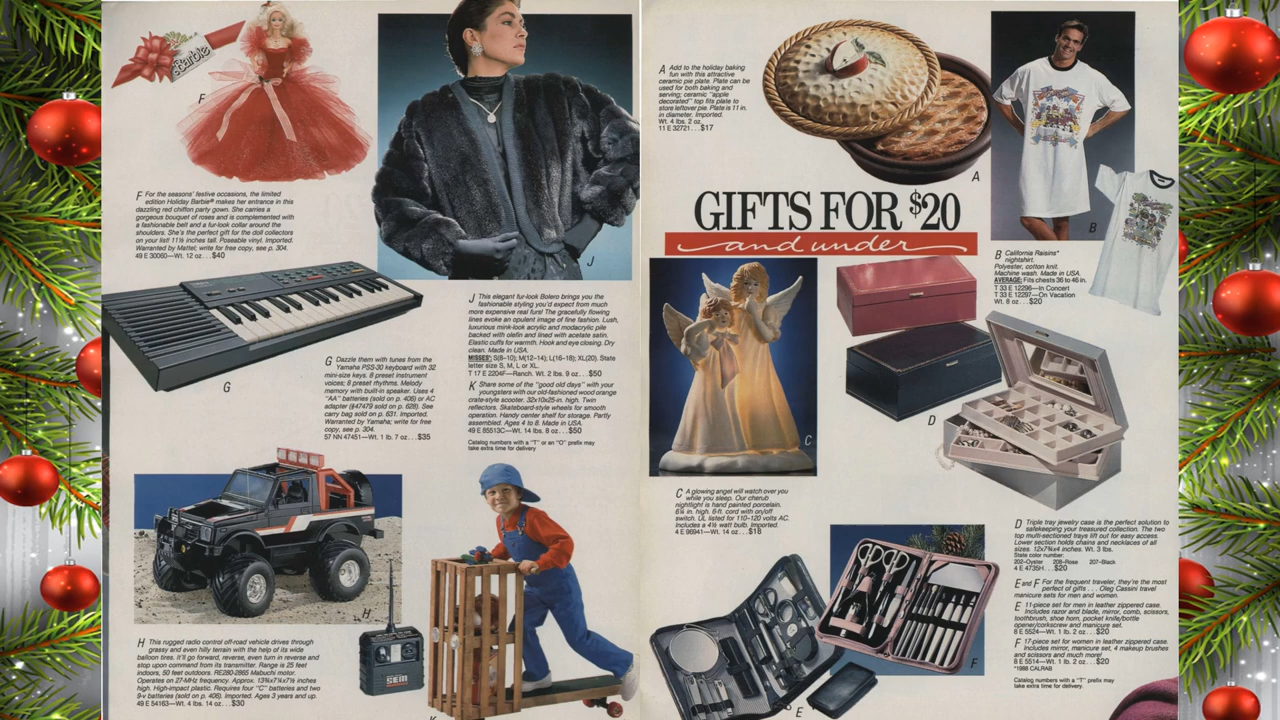 Barbie
F
F For the seasons' festive occasions, the limited
edition Holiday Barbie® makes her entrance in this
dazzling red chiffon party gown. She carries a
gorgeous bouquet of roses and is complemented with
a fashionable belt and a fur-look collar around the
shoulders. She's the perfect gift for the doll collectors
on your list! 11½ inches tall. Poseable vinyl. Imported.
Warranted by Mattel; write for free copy, see p. 304.
49 E 30060—Wt. 12 oz...$40
J
G
G Dazzle them with tunes from the
Yamaha PSS-30 keyboard with 32
mini-size keys. 8 preset instrument
voices; 8 preset rhythms. Melody
memory with built-in speaker. Uses 4
"AA" batteries (sold on p. 406) or AC
adapter (§47479 sold on p. 628). See
carry bag sold on p. 631. Imported.
Warranted by Yamaha; write for free
copy, see p. 304.
57 NN 47451—Wt. 1 lb. 7 oz...$35
J This elegant fur-look Bolero brings you the
fashionable styling you'd expect from much
more expensive real furs! The gracefully flowing
lines evoke an opulent image of fine fashion. Lush,
luxurious mink-look acrylic and modacrylic pile
backed with olefin and lined with acetate satin.
Elastic cuffs for warmth. Hook and eye closing. Dry
clean. Made in USA.
MISSES': S(8–10); M(12–14); L(16–18); XL(20). State
letter size S, M, L or XL.
T 17 E 2204F—Ranch. Wt. 2 lbs. 9 oz...$50
K Share some of the "good old days" with your
youngsters with our old-fashioned wood orange
crate-style scooter. 32x10x25-in. high. Twin
reflectors. Skateboard-style wheels for smooth
operation. Handy center shelf for storage. Partly
assembled. Ages 4 to 8. Made in USA.
49 E 85513C—Wt. 14 lbs. 8 oz...$50
Catalog numbers with a "T" or an "O" prefix may
take extra time for delivery
H
H This rugged radio control off-road vehicle drives through
grassy and even hilly terrain with the help of its wide
balloon tires. It'll go forward, reverse, even turn in reverse and
stop upon command from its transmitter. Range is 25 feet
indoors, 50 feet outdoors. RE280-2865 Mabuchi motor.
Operates on 27-MHz frequency. Approx. 13¾x7¼x7½ inches
high. High-impact plastic. Requires four "C" batteries and two
9-v batteries (sold on p. 406). Imported. Ages 3 years and up.
49 E 54163—Wt. 4 lbs. 14 oz...$30
K
A Add to the holiday baking
fun with this attractive
ceramic pie plate. Plate can be
used for both baking and
serving; ceramic "apple
decorated" top fits plate to
store leftover pie. Plate is 11 in.
in diameter. Imported.
Wt. 4 lbs. 2 oz.
11 E 32721...$17
A
GIFTS FOR $20
and under
B
B California Raisins*
nightshirt.
Polyester, cotton knit.
Machine wash. Made in USA.
AVERAGE: Fits chests 36 to 46 in.
T 33 E 12296—In Concert
T 33 E 12297—On Vacation
Wt. 8 oz...$20
C
D
C A glowing angel will watch over you
while you sleep. Our cherub
nightlight is hand painted porcelain.
6¼ in. high. 6-ft. cord with on/off
switch. UL listed for 110–120 volts AC.
Includes a 4½ watt bulb. Imported.
4 E 96941—Wt. 14 oz...$18
D Triple tray jewelry case is the perfect solution to
safekeeping your treasured collection. The two
top multi-sectioned trays lift out for easy access.
Lower section holds chains and necklaces of all
sizes. 12x7¾x4 inches. Wt. 3 lbs.
State color number.
202–Oyster 206–Rose 207–Black
4 E 4735H...$20
E and F For the frequent traveler, they're the most
perfect of gifts . . . Oleg Cassini travel
manicure sets for men and women.
E 11-piece set for men in leather zippered case.
Includes razor and blade, mirror, comb, scissors,
toothbrush, shoe horn, pocket knife/bottle
opener/corkscrew and manicure set.
8 E 5524—Wt. 1 lb. 2 oz...$20
F 17-piece set for women in leather zippered case.
Includes mirror, manicure set, 4 makeup brushes
and scissors and much more!
8 E 5514—Wt. 1 lb. 2 oz...$20
*1988 CALRAB
Catalog numbers with a "T" prefix may
take extra time for delivery.
F
E